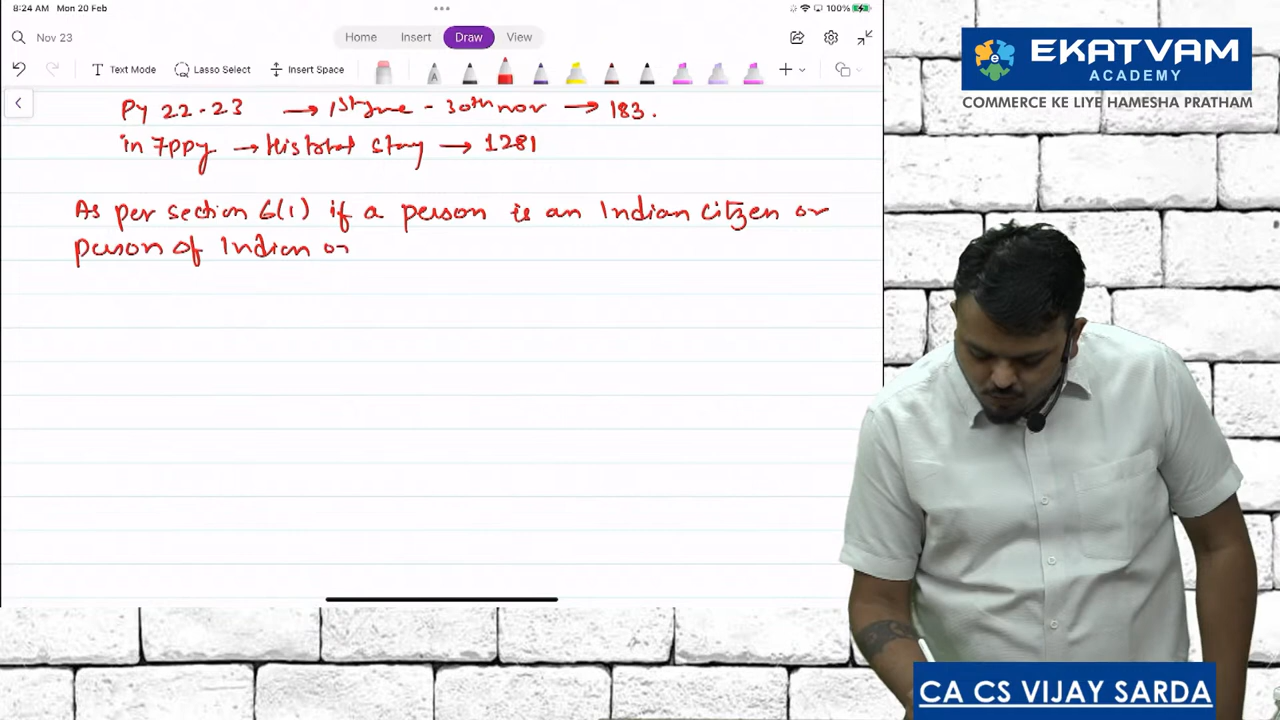 8:24 AM Mon 20 Feb
100%
Nov 23
Home Insert Draw View
Text Mode Lasso Select Insert Space
Py 22-23 → 1st June - 30th nov → 183.
in 7ppy → His total Stay → 1281
As per section 6(1) if a person is an Indian citizen or
person of Indian or
EKATVAM
ACADEMY
COMMERCE KE LIYE HAMESHA PRATHAM
CA CS VIJAY SARDA